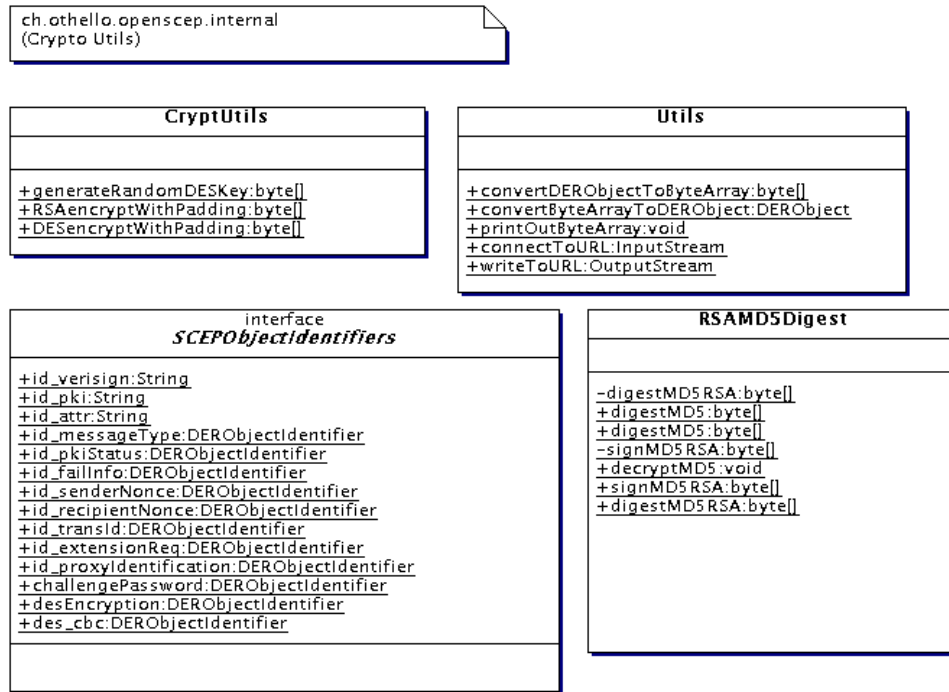 ch.othello.openscep.internal
(Crypto Utils)
CryptUtils
+generateRandomDESKey:byte[]
+RSAencryptWithPadding:byte[]
+DESencryptWithPadding:byte[]
Utils
+convertDERObjectToByteArray:byte[]
+convertByteArrayToDERObject:DERObject
+printOutByteArray:void
+connectToURL:InputStream
+writeToURL:OutputStream
interface
SCEPObjectIdentifiers
+id_verisign:String
+id_pki:String
+id_attr:String
+id_messageType:DERObjectIdentifier
+id_pkiStatus:DERObjectIdentifier
+id_failInfo:DERObjectIdentifier
+id_senderNonce:DERObjectIdentifier
+id_recipientNonce:DERObjectIdentifier
+id_transId:DERObjectIdentifier
+id_extensionReq:DERObjectIdentifier
+id_proxyIdentification:DERObjectIdentifier
+challengePassword:DERObjectIdentifier
+desEncryption:DERObjectIdentifier
+des_cbc:DERObjectIdentifier
RSAMD5Digest
-digestMD5RSA:byte[]
+digestMD5:byte[]
+digestMD5:byte[]
-signMD5RSA:byte[]
+decryptMD5:void
+signMD5RSA:byte[]
+digestMD5RSA:byte[]